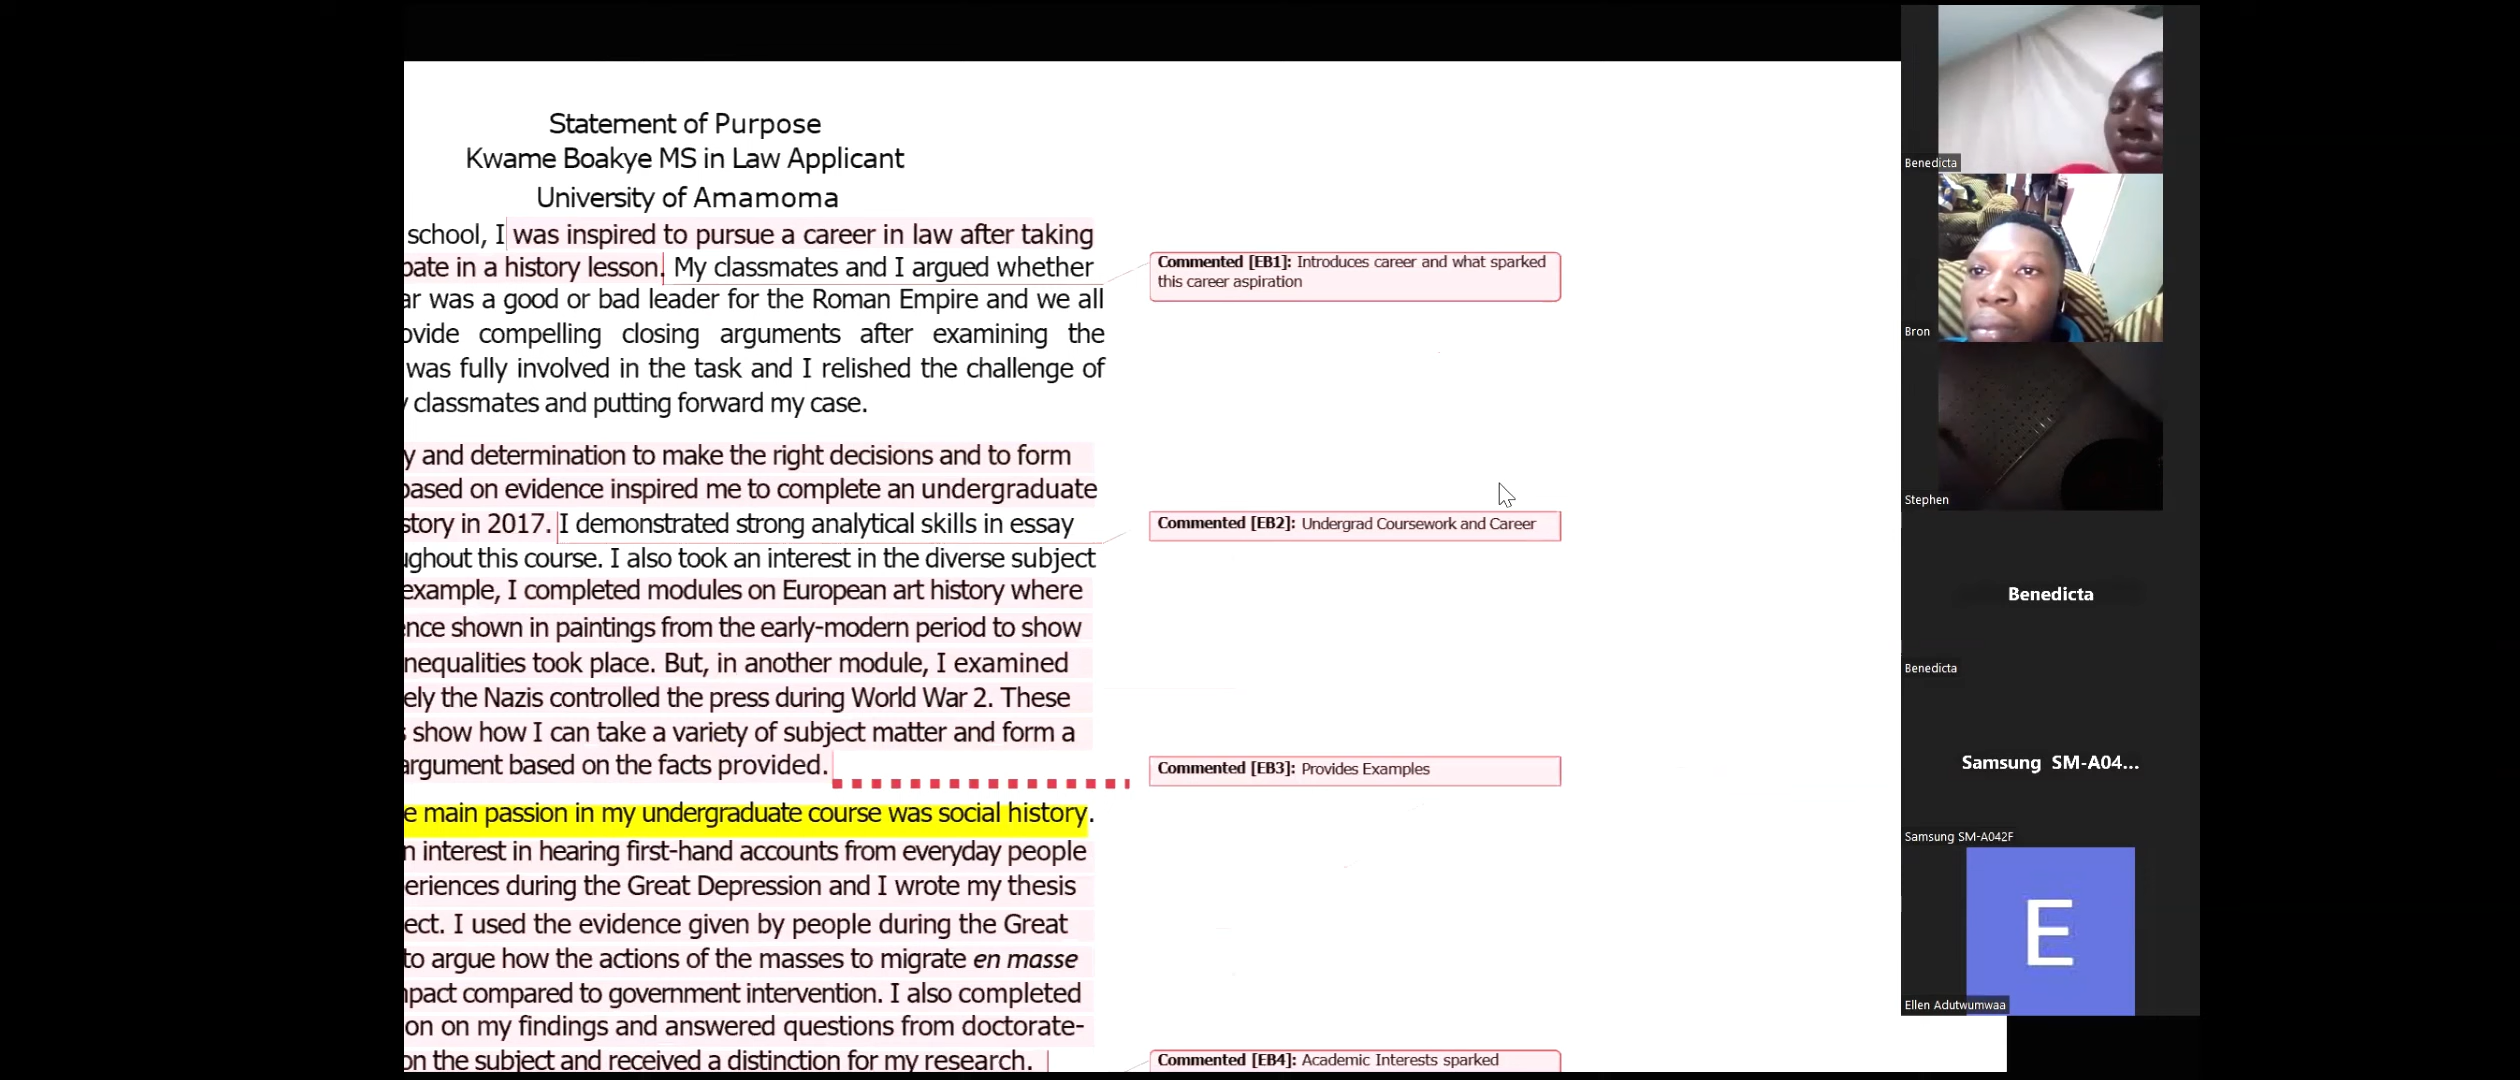 Statement of Purpose
Kwame Boakye MS in Law Applicant
University of Amamoma
school, I was inspired to pursue a career in law after taking
in a history lesson. My classmates and I argued whether
was a good or bad leader for the Roman Empire and we all
compelling closing arguments after examining the
was fully involved in the task and I relished the challenge of
classmates and putting forward my case.
and determination to make the right decisions and to form
based on evidence inspired me to complete an undergraduate
in 2017. I demonstrated strong analytical skills in essay
this course. I also took an interest in the diverse subject
example, I completed modules on European art history where
shown in paintings from the early-modern period to show
took place. But, in another module, I examined
the Nazis controlled the press during World War 2. These
show how I can take a variety of subject matter and form a
argument based on the facts provided.
main passion in my undergraduate course was social history.
interest in hearing first-hand accounts from everyday people
during the Great Depression and I wrote my thesis
I used the evidence given by people during the Great
to argue how the actions of the masses to migrate en masse
compared to government intervention. I also completed
on my findings and answered questions from doctorate-
on the subject and received a distinction for my research.
Commented [EB1]: Introduces career and what sparked
this career aspiration
Commented [EB2]: Undergrad Coursework and Career
Commented [EB3]: Provides Examples
Commented [EB4]: Academic Interests sparked
Benedicta
Bron
Stephen
Benedicta
Benedicta
Samsung SM-A04...
Samsung SM-A042F
E
Ellen Adutwumwaa